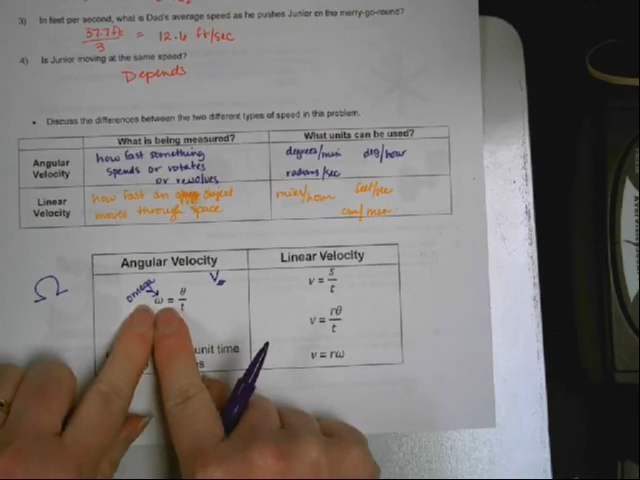 3) In feet per second, what is Dad's average speed as he pushes Junior on the merry-go-round?
37.7 ft
3
= 12.6 ft/sec
4) Is Junior moving at the same speed?
Depends
• Discuss the differences between the two different types of speed in this problem.
What is being measured? What units can be used?
Angular Velocity
how fast something
spends or rotates
or revolves
degrees/min deg/hour
radians/sec
Linear Velocity
how fast an object
moves through space
miles/hour feet/sec
cm/min
Angular Velocity Linear Velocity
Ω
omega
ω = θ/t
v = s/t
v = rθ/t
unit time
v = rω